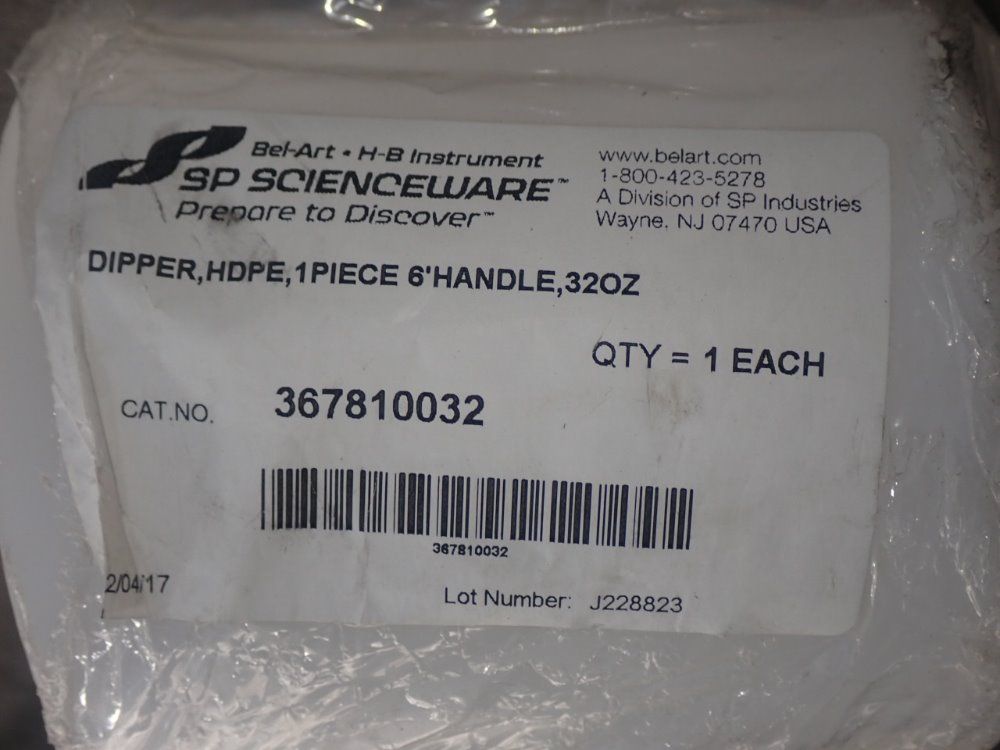 Bel-Art • H-B Instrument
SP SCIENCEWARE™
Prepare to Discover™
www.belart.com
1-800-423-5278
A Division of SP Industries
Wayne, NJ 07470 USA
DIPPER,HDPE,1PIECE 6'HANDLE,32OZ
QTY = 1 EACH
CAT.NO. 367810032
367810032
2/04/17
Lot Number: J228823